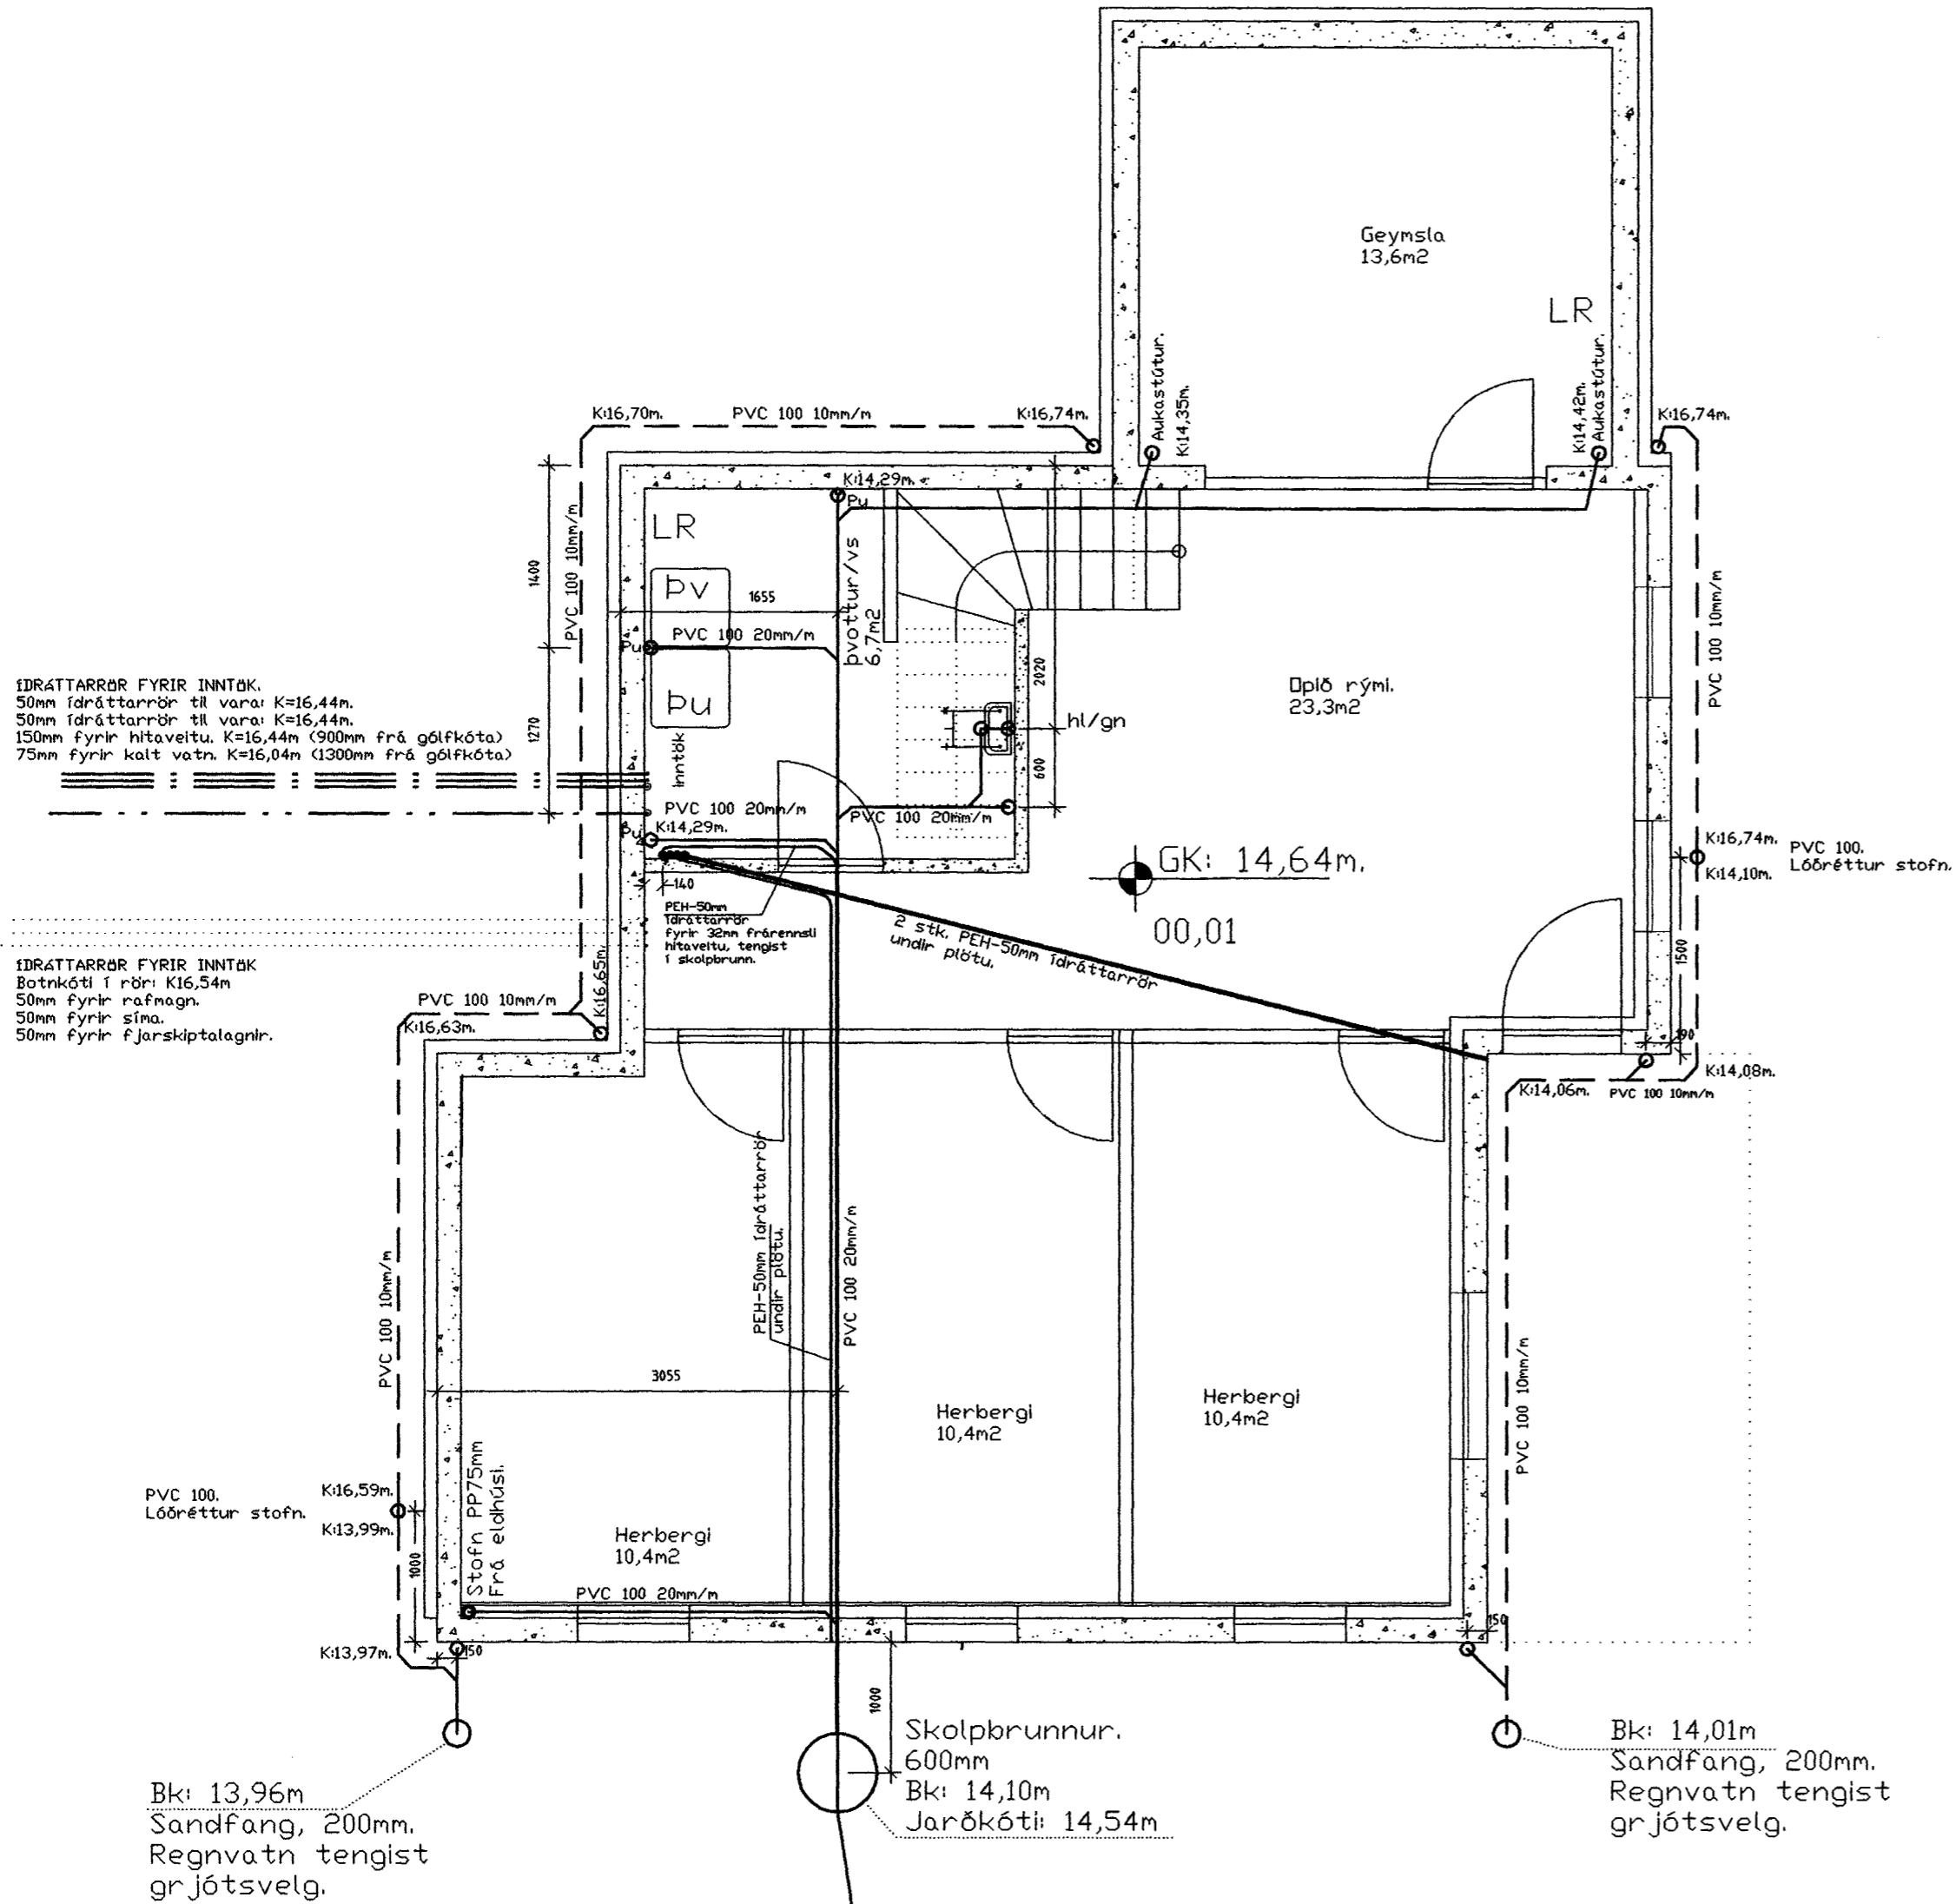 Geymsla
13,6m2
LR
Aukastútur.
K:14,35m.
K:14,42m.
Aukastútur.
K:16,70m.
PVC 100 10mm/m
K:16,74m.
K:16,74m.
K:14,29m.
Pu
LR
1400
PVC 100 10mm/m
Þv
1655
þvottur/vs
6,7m2
PVC 100 20mm/m
Pu
Þu
PVC 100 10mm/m
2020
Opið rými.
23,3m2
hl/gn
600
1270
Inntök
ÍDRÁTTARRÖR FYRIR INNTÖK.
50mm ídráttarrör til vara: K=16,44m.
50mm ídráttarrör til vara: K=16,44m.
150mm fyrir hitaveitu. K=16,44m (900mm frá gólfkóta)
75mm fyrir kalt vatn. K=16,04m (1300mm frá gólfkóta)
PVC 100 20mm/m
K:14,29m.
Pu
PVC 100 20mm/m
GK: 14,64m.
00,01
K:16,74m.
K:14,10m.
PVC 100.
Lóðréttur stofn.
140
PEH-50mm
ídráttarrör
fyrir 32mm frárennsli
hitaveitu, tengist
í skolpbrunn.
2 stk. PEH-50mm ídráttarrör
undir plötu.
1500
ÍDRÁTTARRÖR FYRIR INNTÖK
Botnkóti í rör: K16,54m
50mm fyrir rafmagn.
50mm fyrir síma.
50mm fyrir fjarskiptalagnir.
K:16,65m.
PVC 100 10mm/m
K:16,63m.
190
K:14,08m.
K:14,06m.
PVC 100 10mm/m
PEH-50mm ídráttarrör
undir plötu.
PVC 100 20mm/m
PVC 100 10mm/m
3055
PVC 100 10mm/m
Herbergi
10,4m2
Herbergi
10,4m2
Stofn PP75mm
Frá eldhúsi.
PVC 100.
Lóðréttur stofn.
K:16,59m.
K:13,99m.
1000
Herbergi
10,4m2
PVC 100 20mm/m
K:13,97m.
150
150
1000
Skolpbrunnur.
600mm
Bk: 14,10m
Jarðkóti: 14,54m
Bk: 14,01m
Sandfang, 200mm.
Regnvatn tengist
grjótsvelg.
Bk: 13,96m
Sandfang, 200mm.
Regnvatn tengist
grjótsvelg.